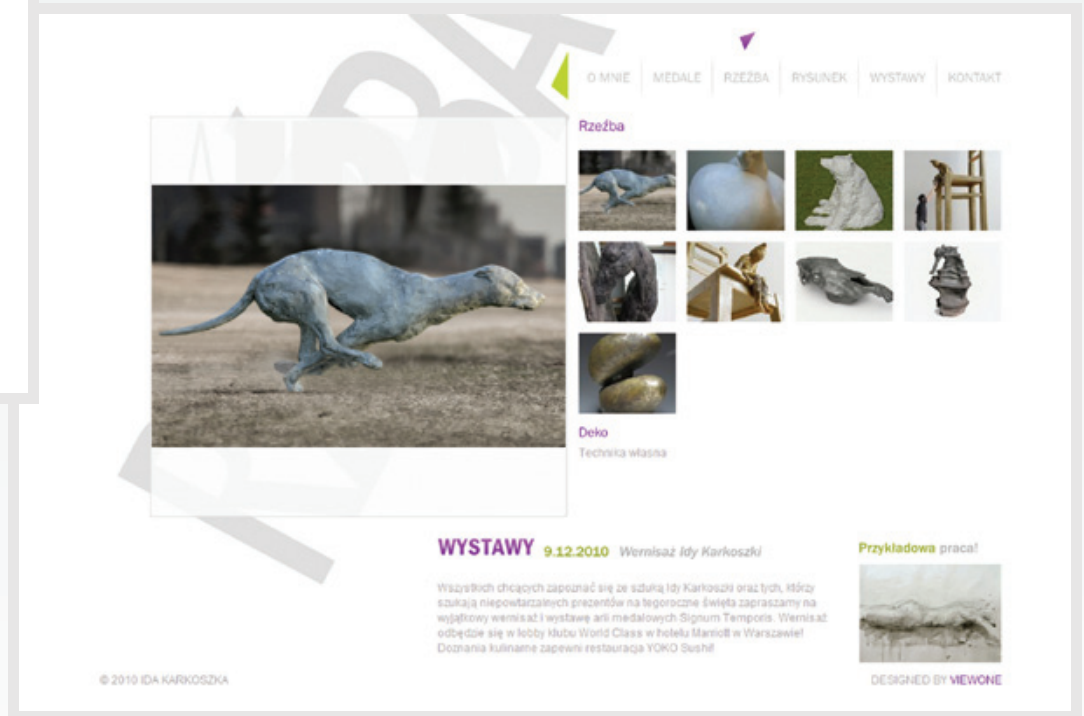 O MNIE MEDALE RZEŹBA RYSUNEK WYSTAWY KONTAKT
Rzeźba
Deko
Technika własna
WYSTAWY 9.12.2010 Wernisaż Idy Karkoszki
Wszystkich chcących zapoznać się ze sztuką Idy Karkoszki oraz tych, którzy
szukają niepowtarzalnych prezentów na tegoroczne święta zapraszamy na
wyjątkowy wernisaż i wystawę arii medalowych Signum Temporis. Wernisaż
odbędzie się w lobby klubu World Class w hotelu Marriott w Warszawie!
Doznania kulinarne zapewni restauracja YOKO Sushi!
Przykładowa praca!
© 2010 IDA KARKOSZKA
DESIGNED BY VIEWONE